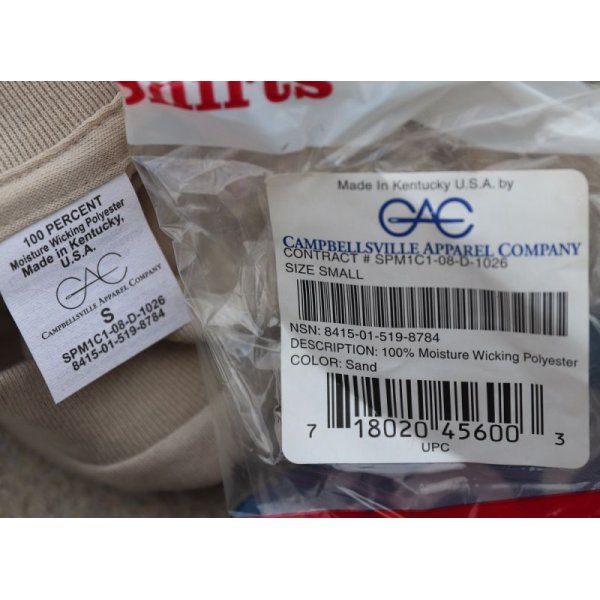 Shirts
100 PERCENT
Moisture Wicking Polyester
Made in Kentucky,
U.S.A.
CAC
CAMPBELLSVILLE APPAREL COMPANY
S
SPM1C1-08-D-1026
8415-01-519-8784
Made In Kentucky U.S.A. by
CAC
CAMPBELLSVILLE APPAREL COMPANY
CONTRACT # SPM1C1-08-D-1026
SIZE SMALL
NSN: 8415-01-519-8784
DESCRIPTION: 100% Moisture Wicking Polyester
COLOR: Sand
7 18020 45600 3
UPC